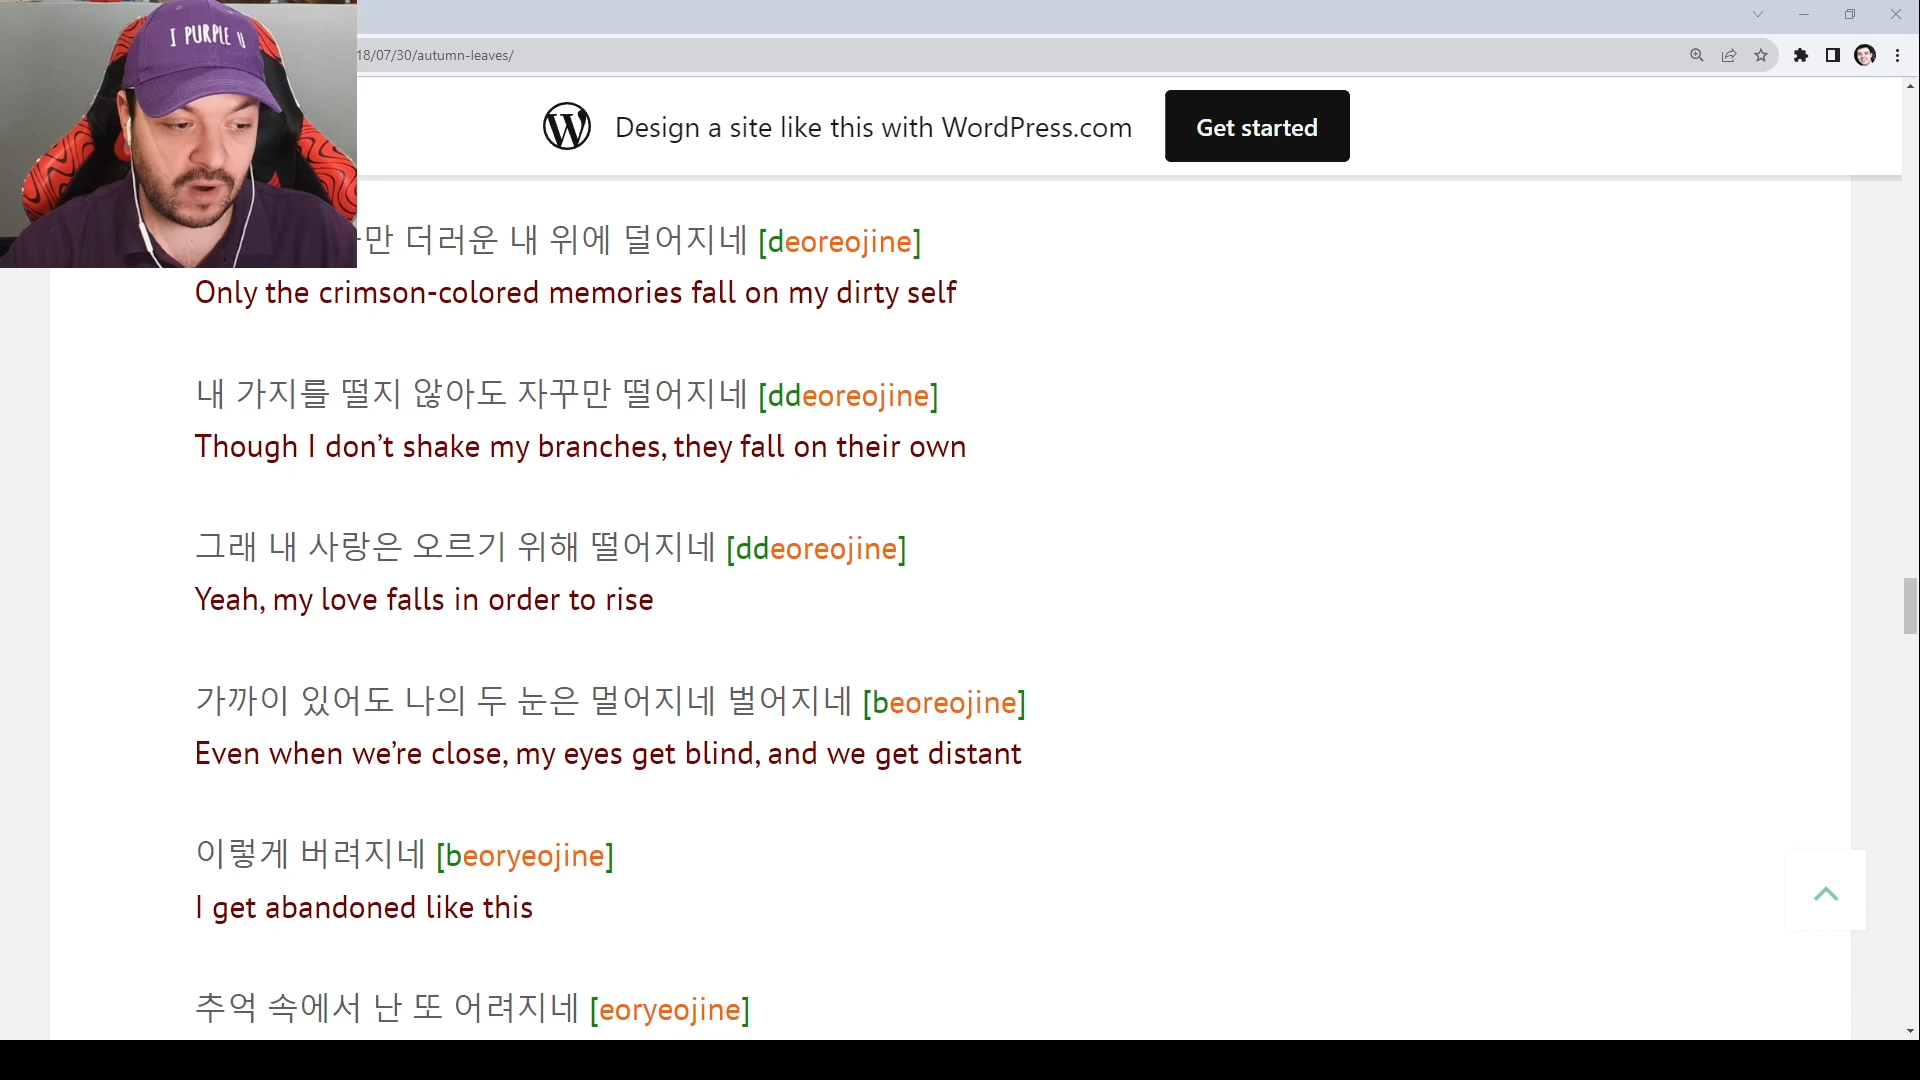 I PURPLE U
18/07/30/autumn-leaves/
Design a site like this with WordPress.com
Get started
만 더러운 내 위에 덜어지네 [deoreojine]
Only the crimson-colored memories fall on my dirty self
내 가지를 떨지 않아도 자꾸만 떨어지네 [ddeoreojine]
Though I don’t shake my branches, they fall on their own
그래 내 사랑은 오르기 위해 떨어지네 [ddeoreojine]
Yeah, my love falls in order to rise
가까이 있어도 나의 두 눈은 멀어지네 벌어지네 [beoreojine]
Even when we’re close, my eyes get blind, and we get distant
이렇게 버려지네 [beoryeojine]
I get abandoned like this
추억 속에서 난 또 어려지네 [eoryeojine]